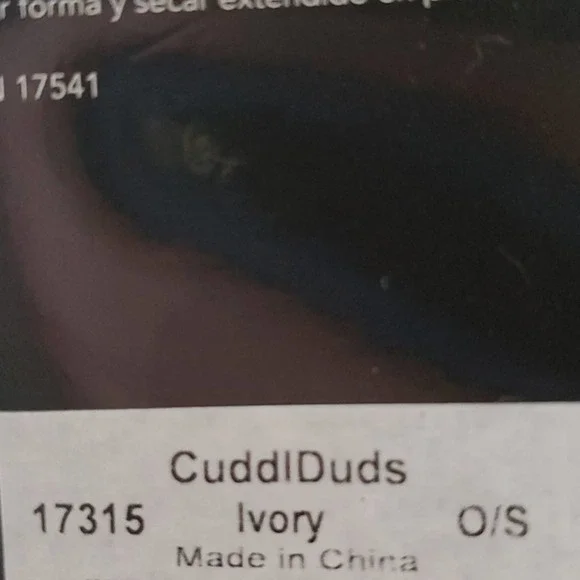 forma y secar extendido
17541
CuddlDuds
17315 Ivory O/S
Made in China